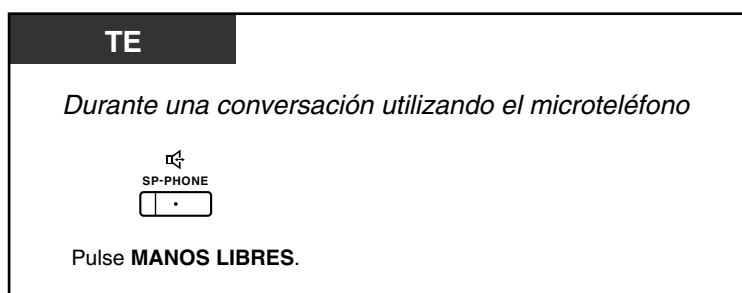 TE
Durante una conversación utilizando el microteléfono
SP-PHONE
Pulse MANOS LIBRES.